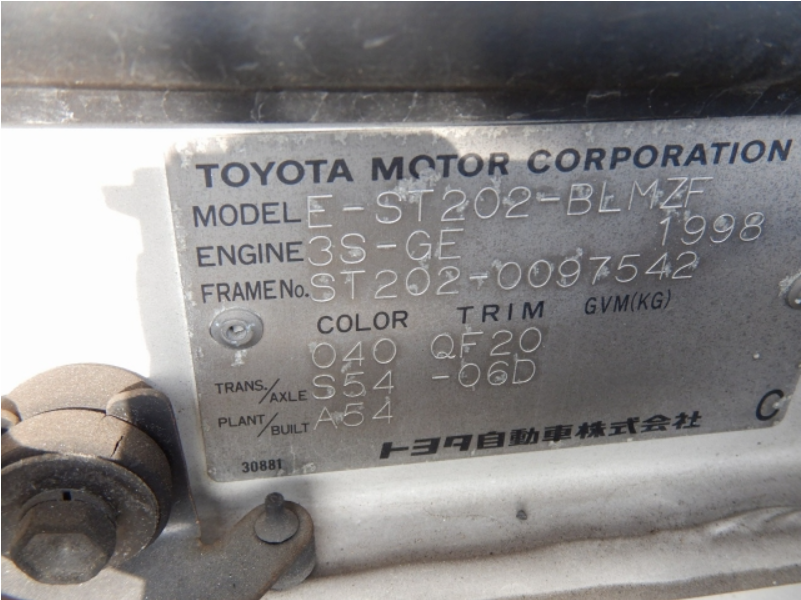 TOYOTA MOTOR CORPORATION
MODEL E-ST202-BLMZF
ENGINE 3S-GE 1998
FRAME No. ST202-0097542
COLOR TRIM GVM(KG)
040 QF20
TRANS./AXLE S54 -06D
PLANT/BUILT A54
トヨタ自動車株式会社 C
30881